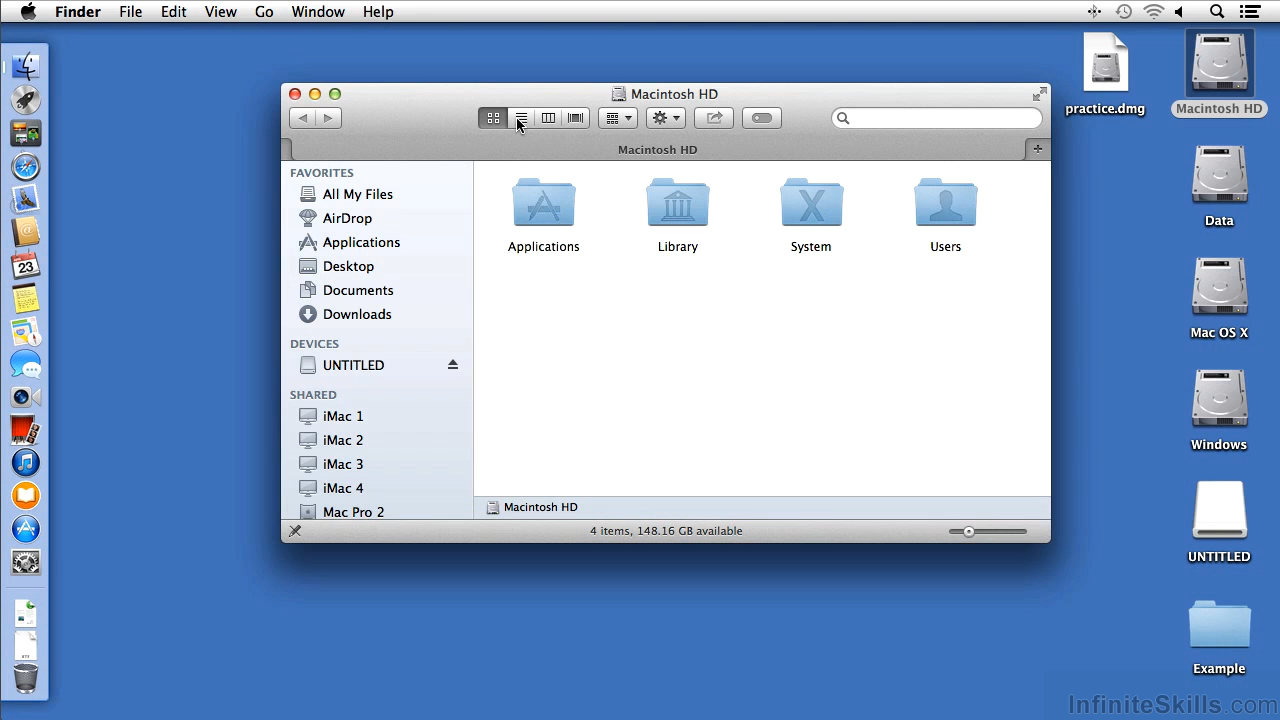 Finder File Edit View Go Window Help
practice.dmg
Macintosh HD
Data
Mac OS X
Windows
UNTITLED
Example
Macintosh HD
Macintosh HD
FAVORITES
All My Files
AirDrop
Applications
Desktop
Documents
Downloads
DEVICES
UNTITLED
SHARED
iMac 1
iMac 2
iMac 3
iMac 4
Mac Pro 2
Applications
Library
System
Users
Macintosh HD
4 items, 148.16 GB available
23
InfiniteSkills.com